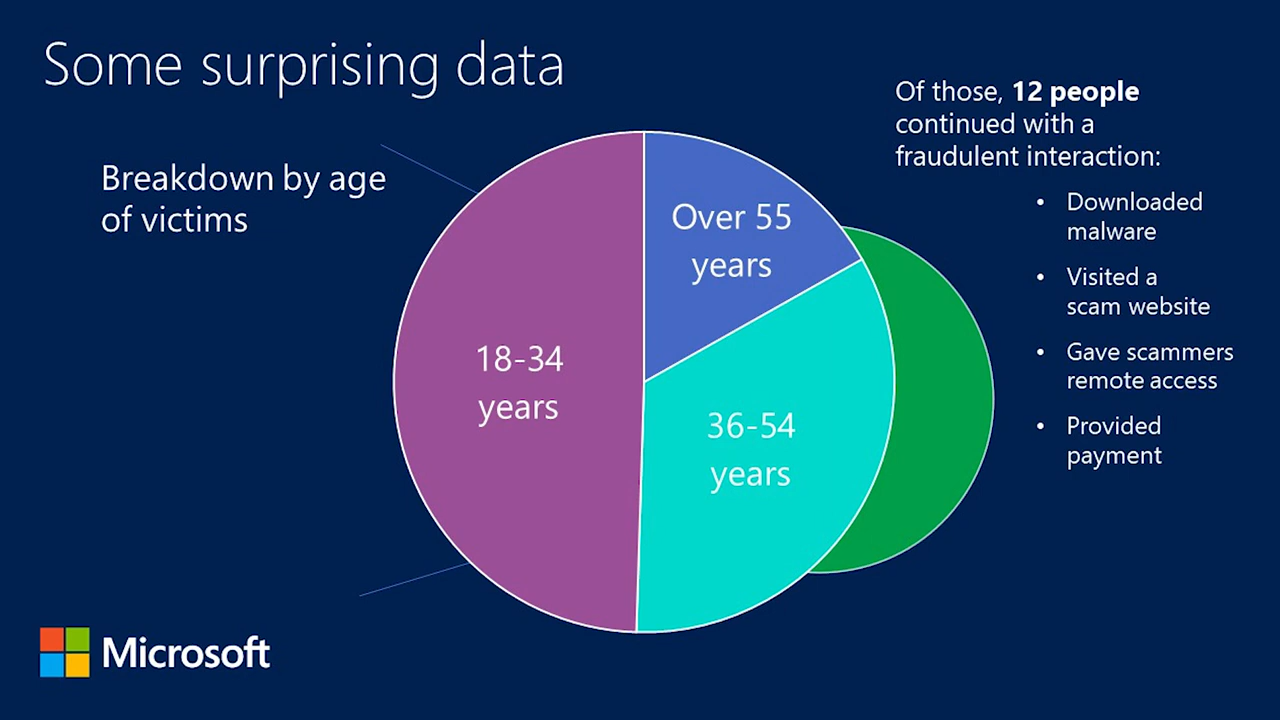 Some surprising data
Breakdown by age
of victims
Over 55
years
18-34
years
36-54
years
Of those, 12 people
continued with a
fraudulent interaction:
• Downloaded
malware
• Visited a
scam website
• Gave scammers
remote access
• Provided
payment
Microsoft